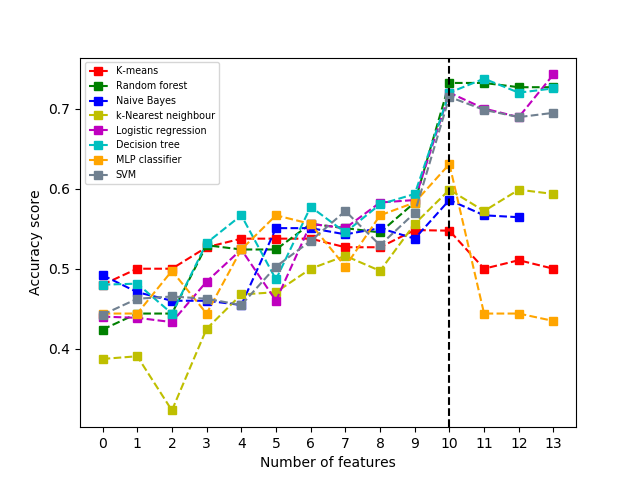 K-means
Random forest
Naive Bayes
k-Nearest neighbour
Logistic regression
Decision tree
MLP classifier
SVM
0.7
0.6
0.5
0.4
Accuracy score
0 1 2 3 4 5 6 7 8 9 10 11 12 13
Number of features